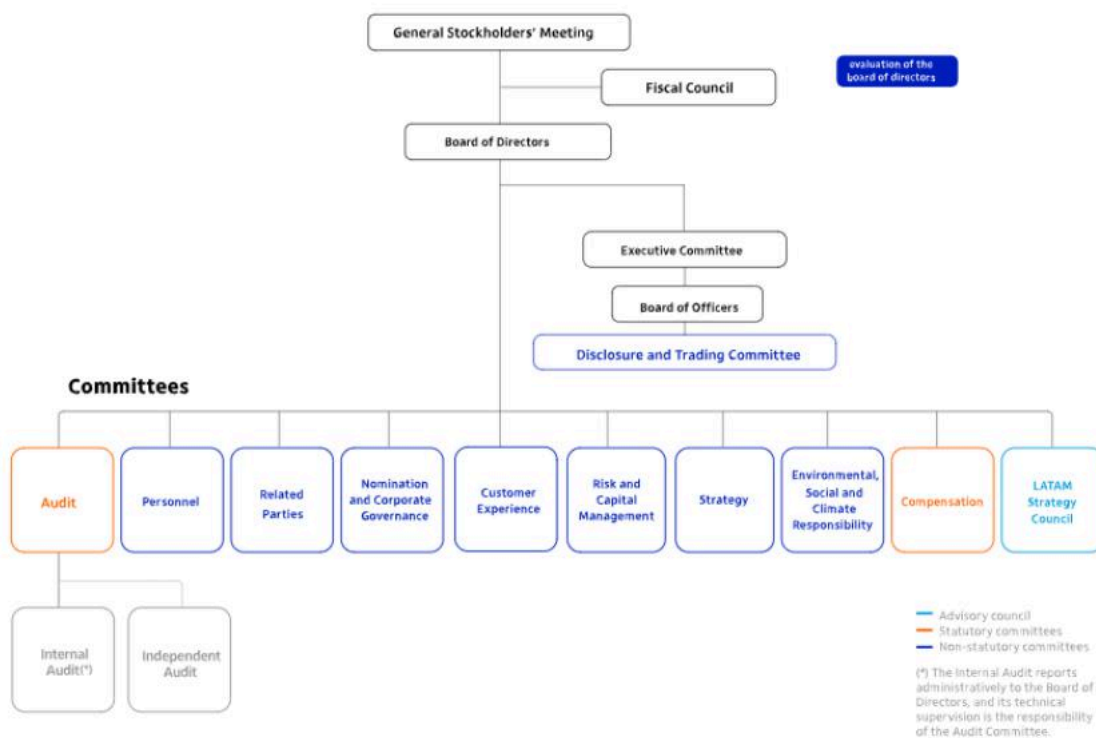 General Stockholders' Meeting
evaluation of the
board of directors
Fiscal Council
Board of Directors
Executive Committee
Board of Officers
Disclosure and Trading Committee
Committees
Audit
Personnel
Related
Parties
Nomination
and Corporate
Governance
Customer
Experience
Risk and
Capital
Management
Strategy
Environmental,
Social and
Climate
Responsibility
Compensation
LATAM
Strategy
Council
Internal
Audit(*)
Independent
Audit
Advisory council
Statutory committees
Non-statutory committees
(*) The Internal Audit reports
administratively to the Board of
Directors, and its technical
supervision is the responsibility
of the Audit Committee.